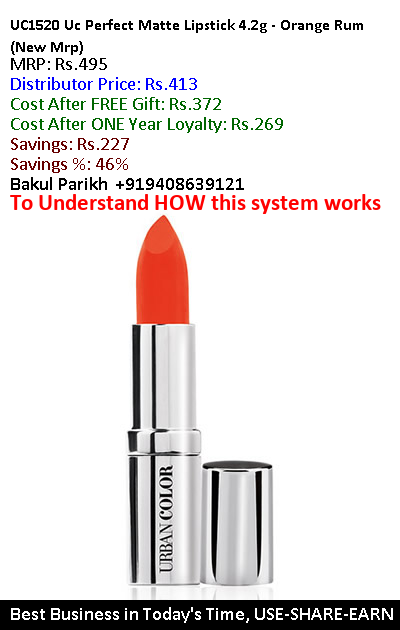 UC1520 Uc Perfect Matte Lipstick 4.2g - Orange Rum
(New Mrp)
MRP: Rs.495
Distributor Price: Rs.413
Cost After FREE Gift: Rs.372
Cost After ONE Year Loyalty: Rs.269
Savings: Rs.227
Savings %: 46%
Bakul Parikh +919408639121
To Understand HOW this system works
URBAN COLOR
Best Business in Today's Time, USE-SHARE-EARN